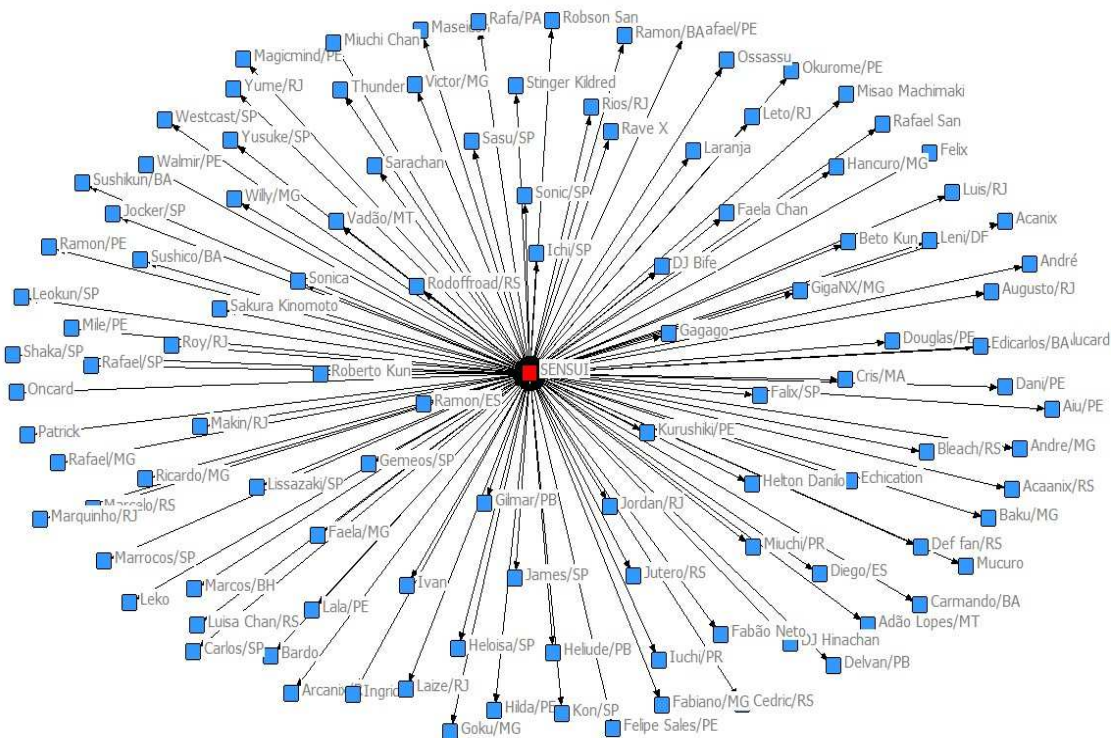 Maseison
Rafa/PA
Robson San
Ramon/BA
afael/PE
Miuchi Chan
Magicmind/PE
Ossassu
Okurome/PE
Yume/RJ
Thunder
Victor/MG
Stinger Kildred
Misao Machimaki
Rios/RJ
Leto/RJ
Westcast/SP
Rafael San
Yusuke/SP
Sasu/SP
Rave X
Laranja
Felix
Walmir/PE
Sarachan
Hancuro/MG
Sushikun/BA
Willy/MG
Sonic/SP
Luis/RJ
Jocker/SP
Vadão/MT
Faela Chan
Acanix
Ramon/PE
Sushico/BA
Ichi/SP
Beto Kun
Leni/DF
DJ Bife
André
Sonica
Rodoffroad/RS
GigaNX/MG
Augusto/RJ
Leokun/SP
Sakura Kinomoto
Mile/PE
Gagago
Roy/RJ
Douglas/PE
Edicarlos/BA
lucard
Shaka/SP
Rafael/SP
Roberto Kun
SENSUI
Cris/MA
Dani/PE
Oncard
Falix/SP
Ramon/ES
Aiu/PE
Patrick
Makin/RJ
Kurushiki/PE
Bleach/RS
Andre/MG
Rafael/MG
Gemeos/SP
Ricardo/MG
Lissazaki/SP
Helton Danilo
Echication
Acaanix/RS
Marcelo/RS
Gilmar/PB
Jordan/RJ
Marquinho/RJ
Baku/MG
Faela/MG
Miuchi/PR
Def fan/RS
Marrocos/SP
Mucuro
James/SP
Jutero/RS
Diego/ES
Marcos/BH
Ivan
Leko
Lala/PE
Carmando/BA
Luisa Chan/RS
Adão Lopes/MT
Fabão Neto
DJ Hinachan
Carlos/SP
Bardo
Heloisa/SP
Heliude/PB
Iuchi/PR
Delvan/PB
Arcanix/
Ingric
Laize/RJ
Hilda/PE
Kon/SP
Fabiano/MG
Cedric/RS
Goku/MG
Felipe Sales/PE